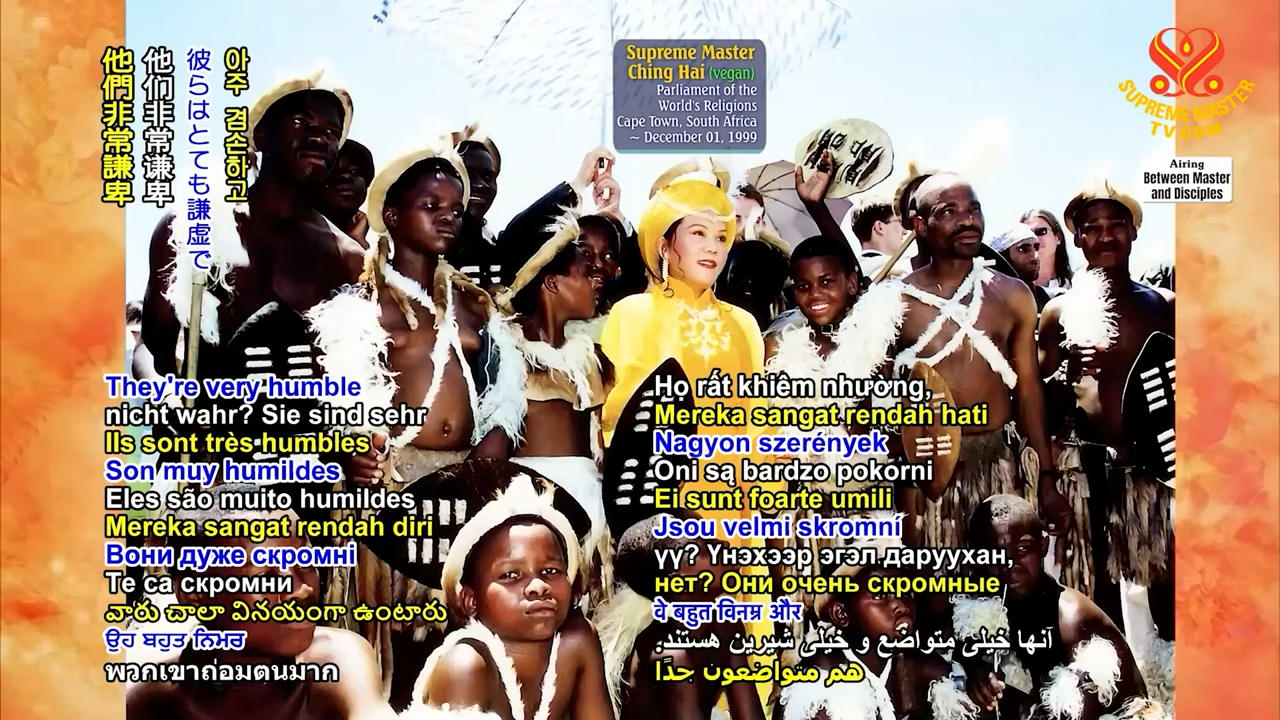 아주 겸손하고
彼らはとても謙虚で
他们非常谦卑
他們非常謙卑
Supreme Master
Ching Hai (vegan)
Parliament of the
World's Religions
Cape Town, South Africa
~ December 01, 1999
SUPREME MASTER
TV.COM
Airing
Between Master
and Disciples
They're very humble
nicht wahr? Sie sind sehr
Ils sont très humbles
Son muy humildes
Eles são muito humildes
Mereka sangat rendah diri
Вони дуже скромні
Те са скромни
వారు చాలా వినయంగా ఉంటారు
ਉਹ ਬਹੁਤ ਨਿਮਰ
พวกเขาถ่อมตนมาก
Họ rất khiêm nhường,
Mereka sangat rendah hati
Nagyon szerények
Oni są bardzo pokorni
Ei sunt foarte umili
Jsou velmi skromní
үү? Үнэхээр эгэл даруухан,
нет? Они очень скромные
वे बहुत विनम्र और
آنها خیلی متواضع و خیلی شیرین هستند.
هم متواضعون جدًا